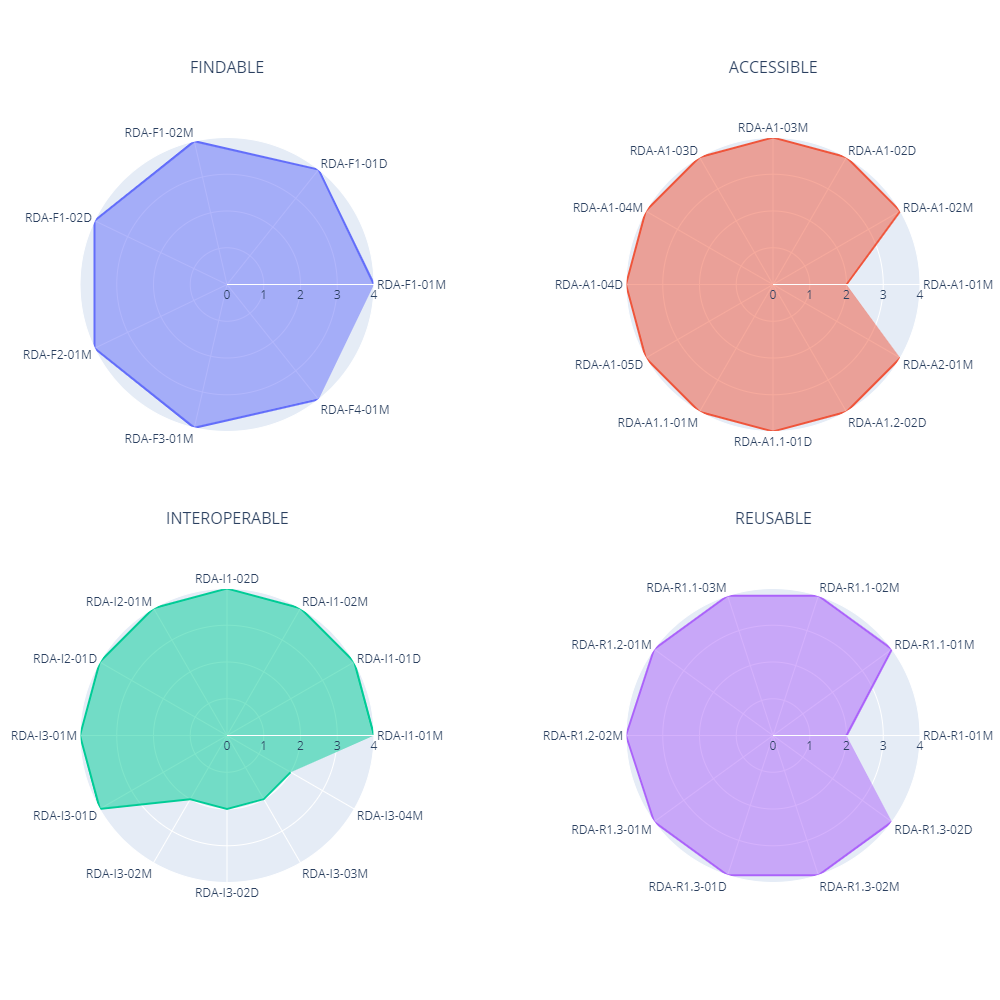 FINDABLE
ACCESSIBLE
RDA-F1-02M
RDA-F1-01D
RDA-F1-02D
RDA-F1-01M
0 1 2 3 4
RDA-F2-01M
RDA-F4-01M
RDA-F3-01M
RDA-A1-03M
RDA-A1-03D
RDA-A1-02D
RDA-A1-04M
RDA-A1-02M
RDA-A1-04D
RDA-A1-01M
0 1 2 3 4
RDA-A1-05D
RDA-A2-01M
RDA-A1.1-01M
RDA-A1.2-02D
RDA-A1.1-01D
INTEROPERABLE
REUSABLE
RDA-I1-02D
RDA-I2-01M
RDA-I1-02M
RDA-I2-01D
RDA-I1-01D
RDA-I3-01M
RDA-I1-01M
0 1 2 3 4
RDA-I3-01D
RDA-I3-04M
RDA-I3-02M
RDA-I3-03M
RDA-I3-02D
RDA-R1.1-03M
RDA-R1.1-02M
RDA-R1.2-01M
RDA-R1.1-01M
RDA-R1.2-02M
RDA-R1-01M
0 1 2 3 4
RDA-R1.3-01M
RDA-R1.3-02D
RDA-R1.3-01D
RDA-R1.3-02M